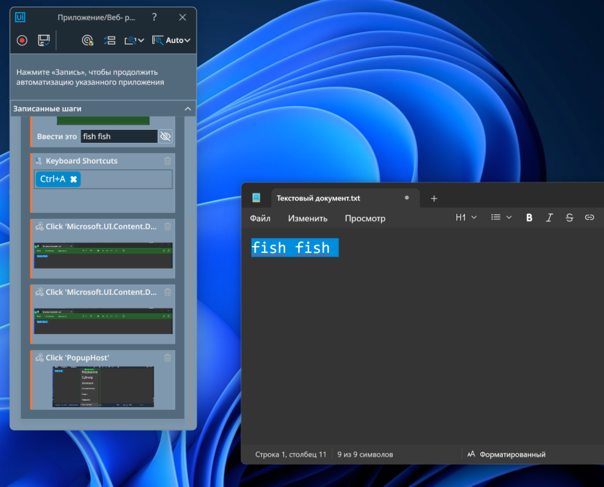 Ui Приложение/Веб- р... ?
Auto
Нажмите «Запись», чтобы продолжить
автоматизацию указанного приложения
Записанные шаги
Ввести это fish fish
Keyboard Shortcuts
Ctrl+A
Click 'Microsoft.UI.Content.D...
Click 'Microsoft.UI.Content.D...
Click 'PopupHost'
Текстовый документ.txt
Файл Изменить Просмотр H1 B I S
fish fish
Строка 1, столбец 11 9 из 9 символов Форматированный